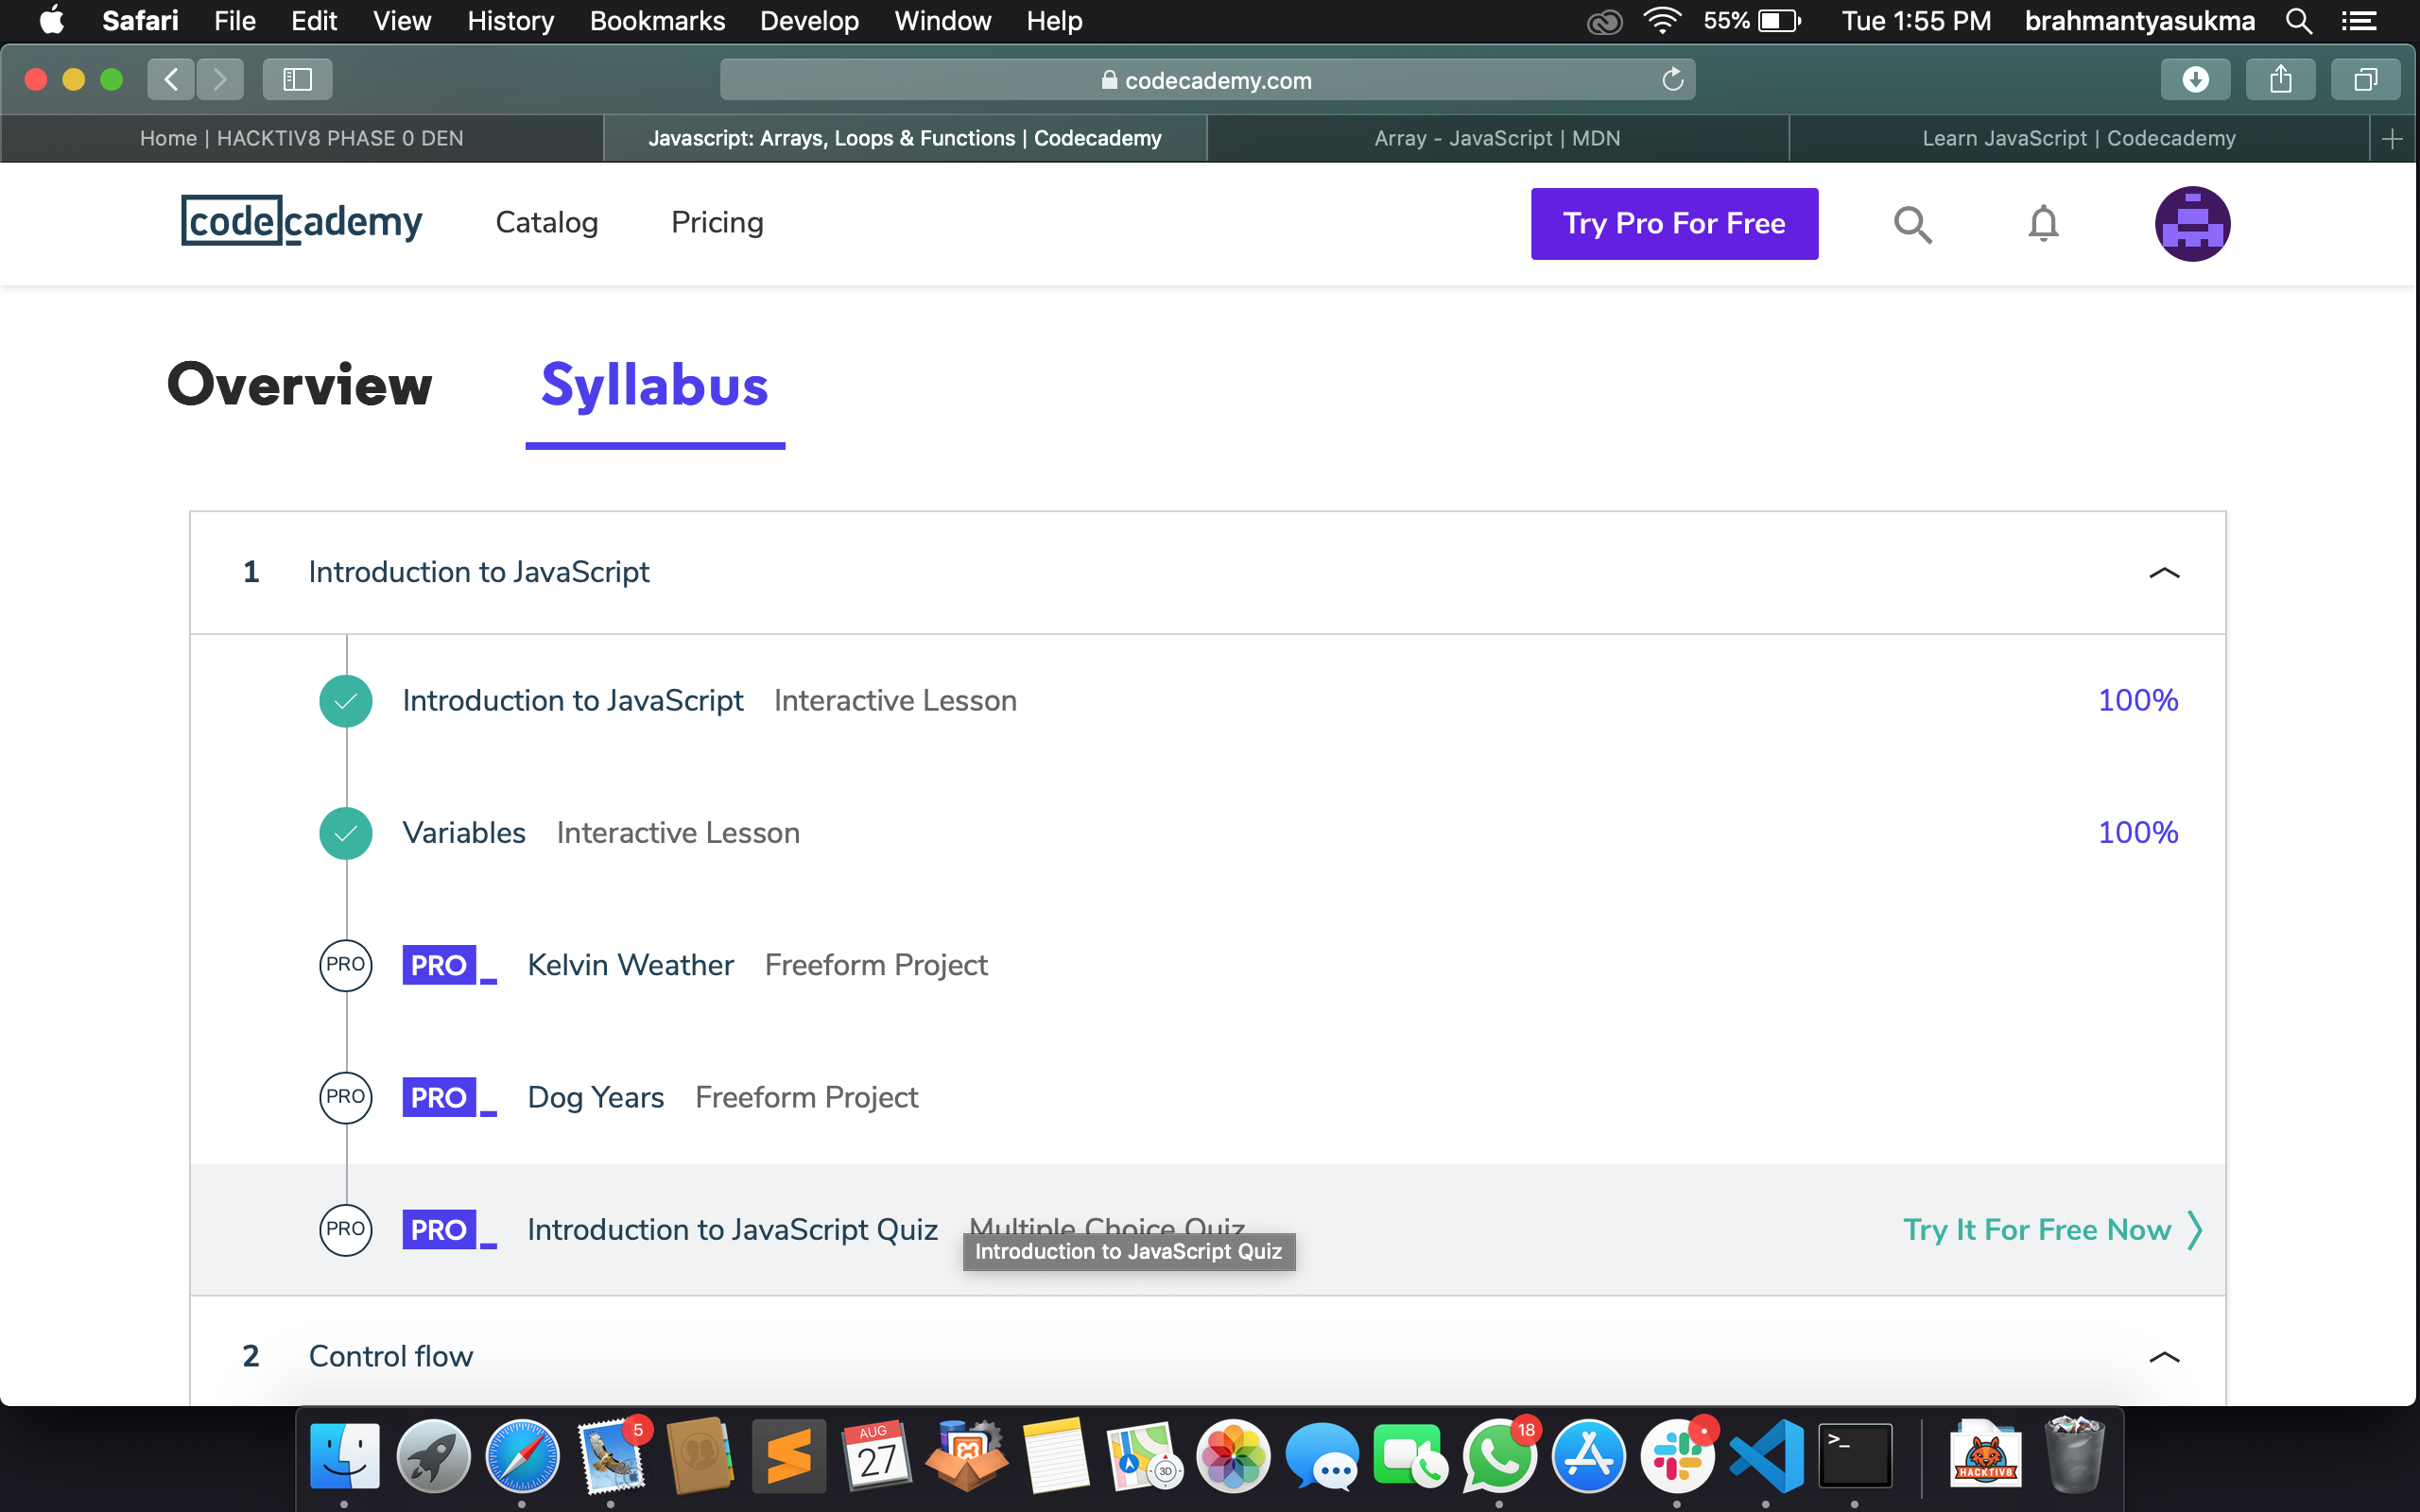 Safari File Edit View History Bookmarks Develop Window Help 55% Tue 1:55 PM brahmantyasukma
codecademy.com
Home | HACKTIV8 PHASE 0 DEN Javascript: Arrays, Loops & Functions | Codecademy Array - JavaScript | MDN Learn JavaScript | Codecademy
codecademy Catalog Pricing Try Pro For Free
Overview Syllabus
1 Introduction to JavaScript
Introduction to JavaScript Interactive Lesson 100%
Variables Interactive Lesson 100%
PRO PRO_ Kelvin Weather Freeform Project
PRO PRO_ Dog Years Freeform Project
PRO PRO_ Introduction to JavaScript Quiz Multiple Choice Quiz Try It For Free Now
Introduction to JavaScript Quiz
2 Control flow
5 AUG 27 3D 18 >_ HACKTIV8